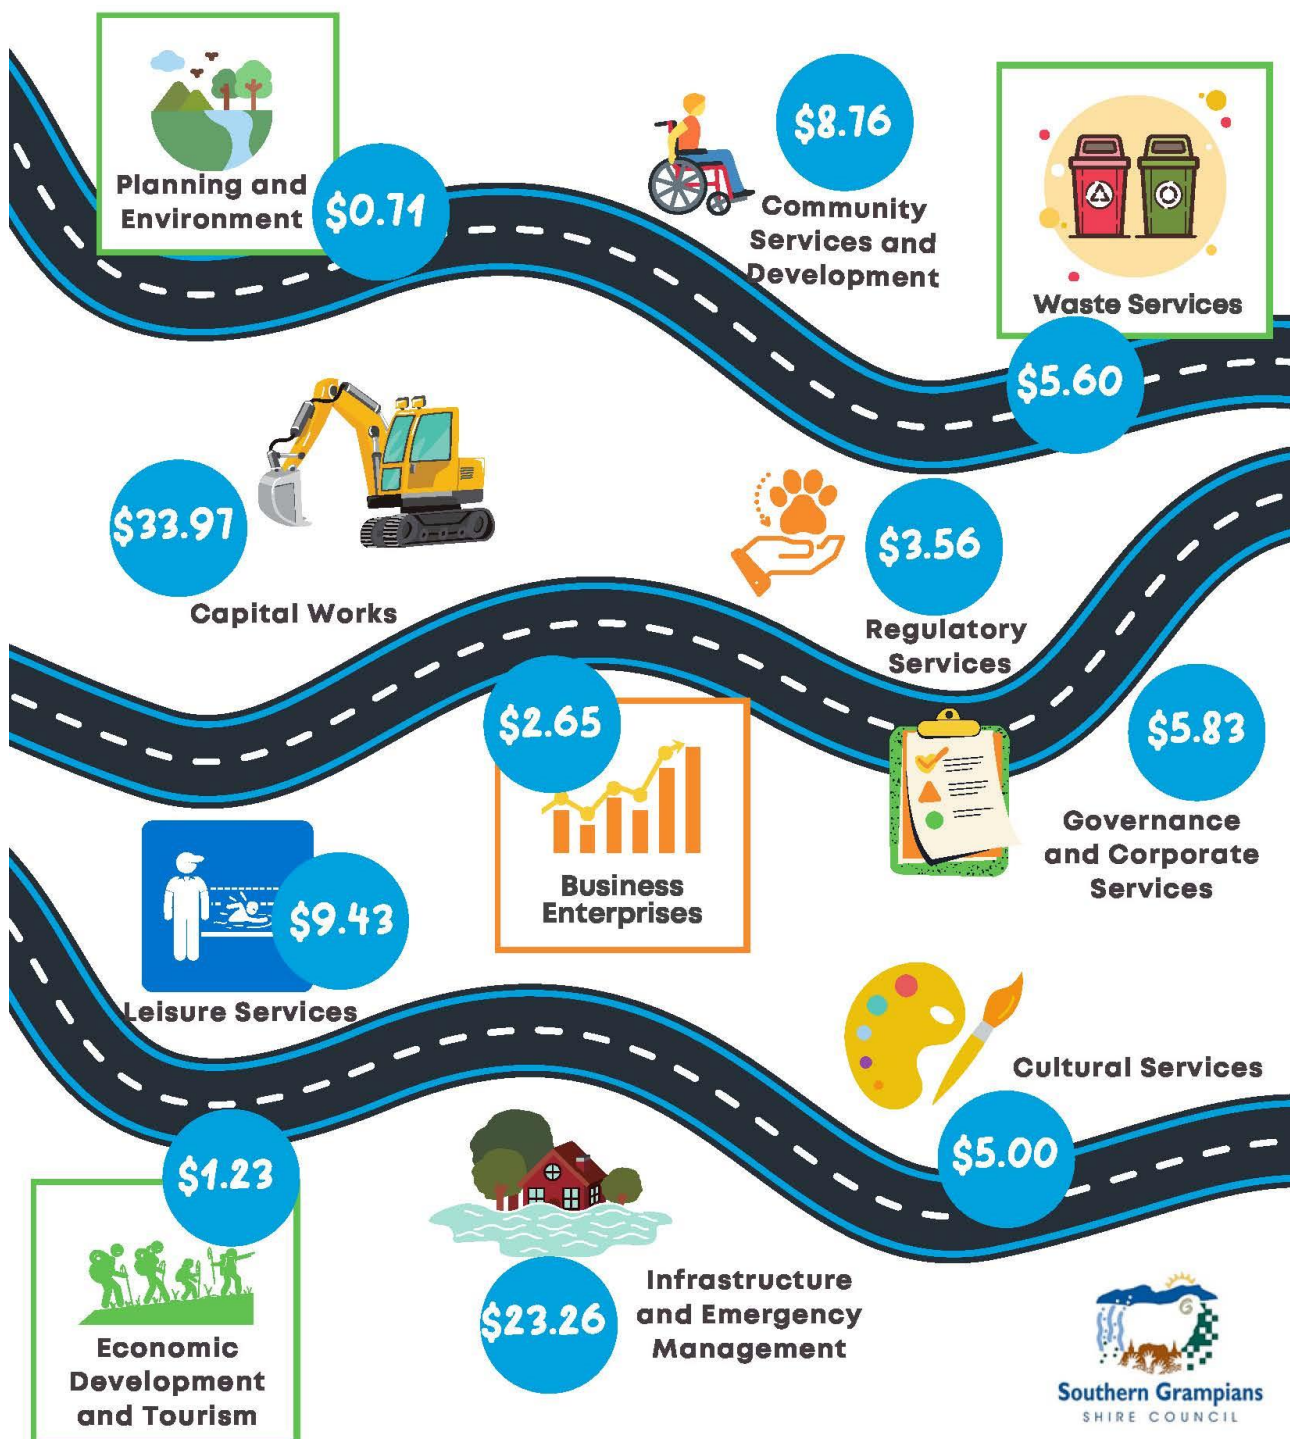 Planning and
Environment
$0.71
$8.76
Community
Services and
Development
Waste Services
$5.60
$33.97
Capital Works
$3.56
Regulatory
Services
$2.65
Business
Enterprises
$5.83
Governance
and Corporate
Services
$9.43
Leisure Services
Cultural Services
$5.00
$1.23
Economic
Development
and Tourism
$23.26
Infrastructure
and Emergency
Management
Southern Grampians
SHIRE COUNCIL